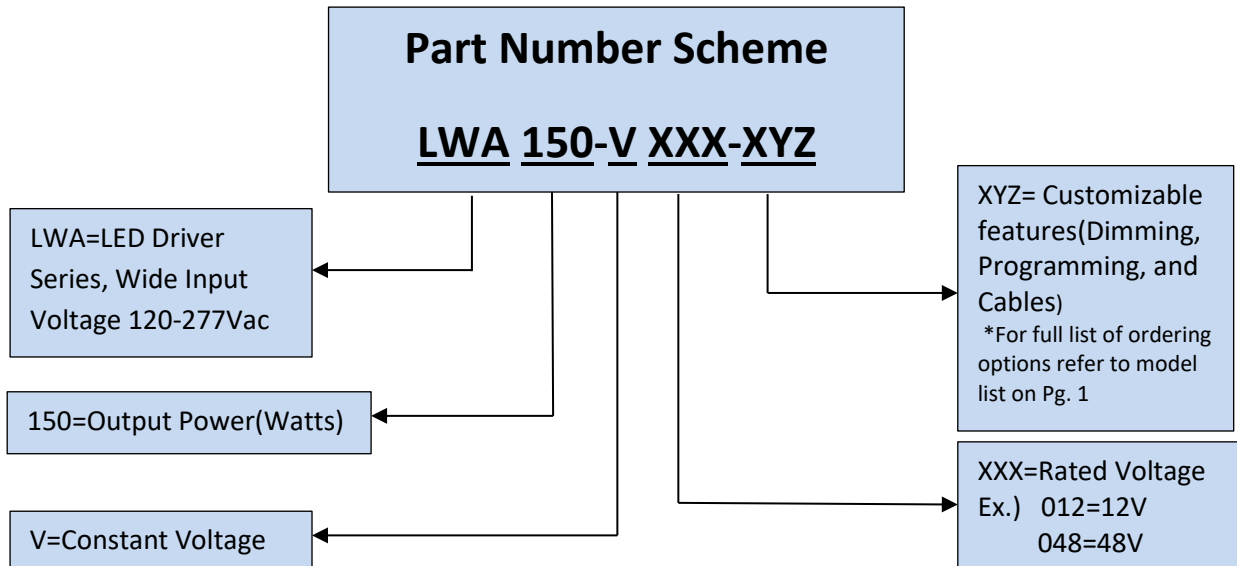 Part Number Scheme
LWA 150-V XXX-XYZ
LWA=LED Driver
Series, Wide Input
Voltage 120-277Vac
150=Output Power(Watts)
V=Constant Voltage
XYZ= Customizable
features(Dimming,
Programming, and
Cables)
*For full list of ordering
options refer to model
list on Pg. 1
XXX=Rated Voltage
Ex.) 012=12V
048=48V